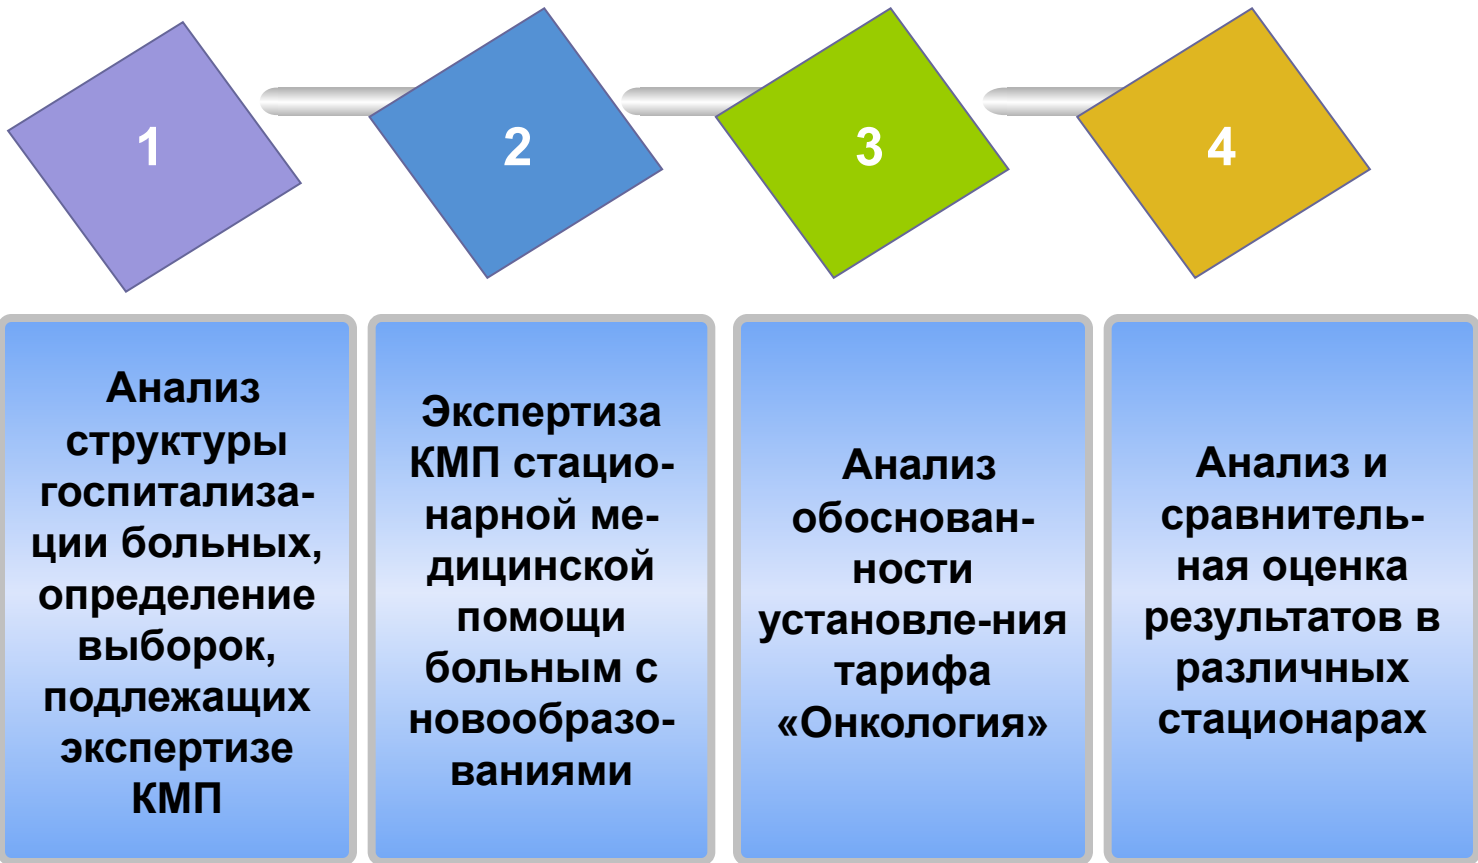 1
2
3
4
Анализ
структуры
госпитализа-
ции больных,
определение
выборок,
подлежащих
экспертизе
КМП
Экспертиза
КМП стацио-
нарной ме-
дицинской
помощи
больным с
новообразо-
ваниями
Анализ
обоснован-
ности
установле-ния
тарифа
«Онкология»
Анализ и
сравнитель-
ная оценка
результатов в
различных
стационарах